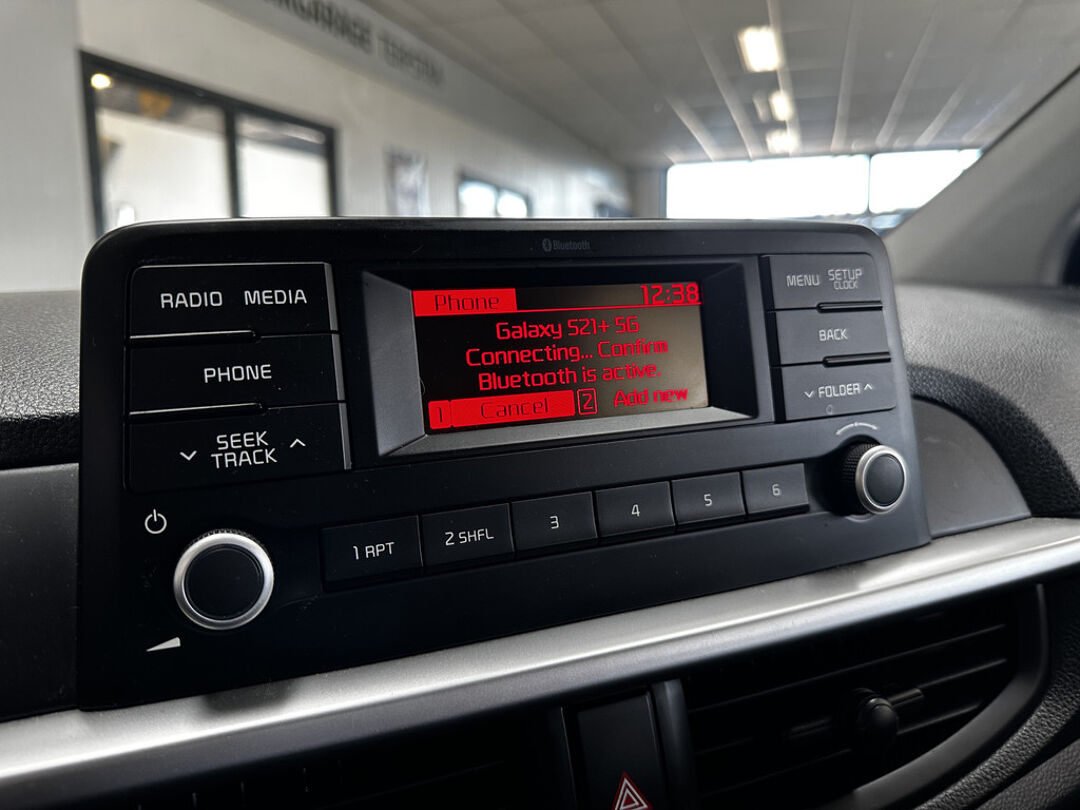 Bluetooth
RADIO MEDIA
PHONE
SEEK
TRACK
Phone 12:38
Galaxy S21+ 5G
Connecting... Confirm
Bluetooth is active.
1 Cancel 2 Add new
MENU SETUP
CLOCK
BACK
FOLDER
1 RPT 2 SHFL 3 4 5 6